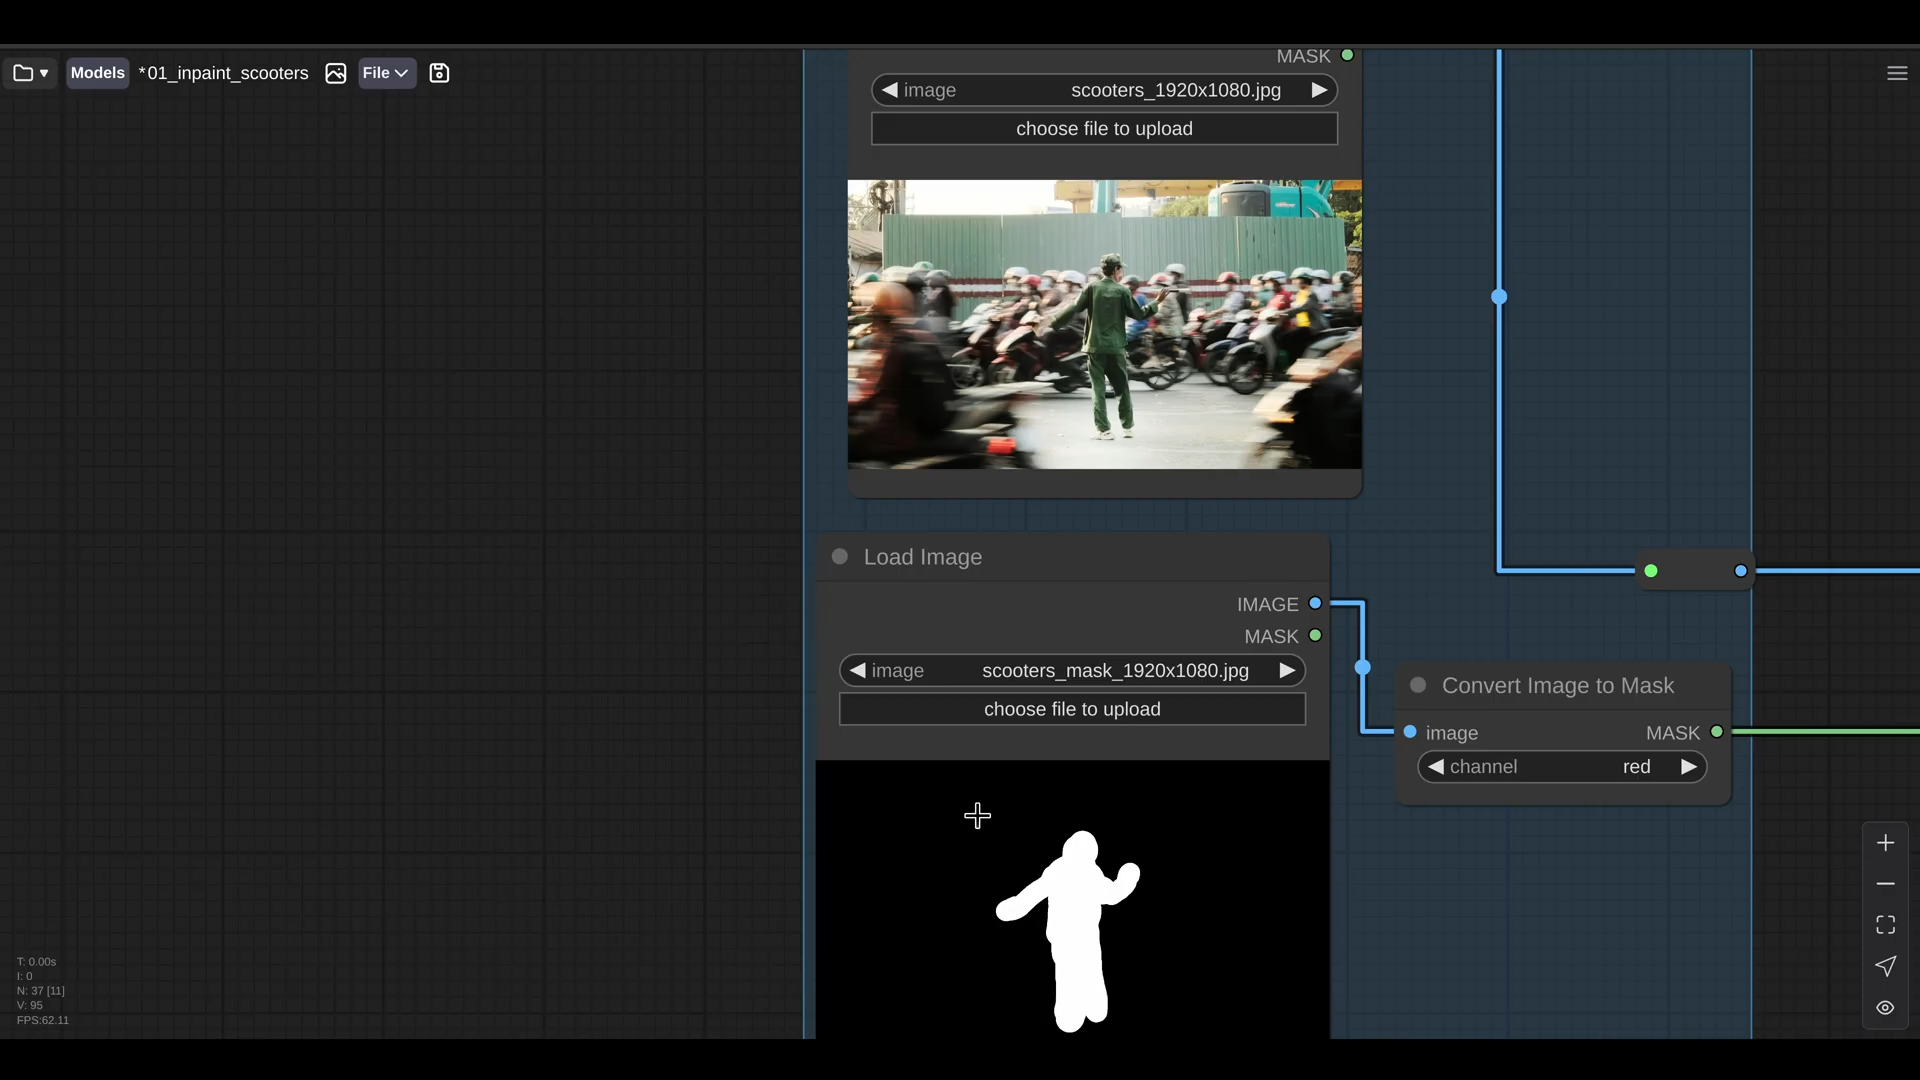 Models *01_inpaint_scooters File
MASK
image scooters_1920x1080.jpg
choose file to upload
Load Image
IMAGE
MASK
image scooters_mask_1920x1080.jpg
choose file to upload
Convert Image to Mask
image MASK
channel red
T: 0.00s
I: 0
N: 37 [11]
V: 95
FPS:62.11